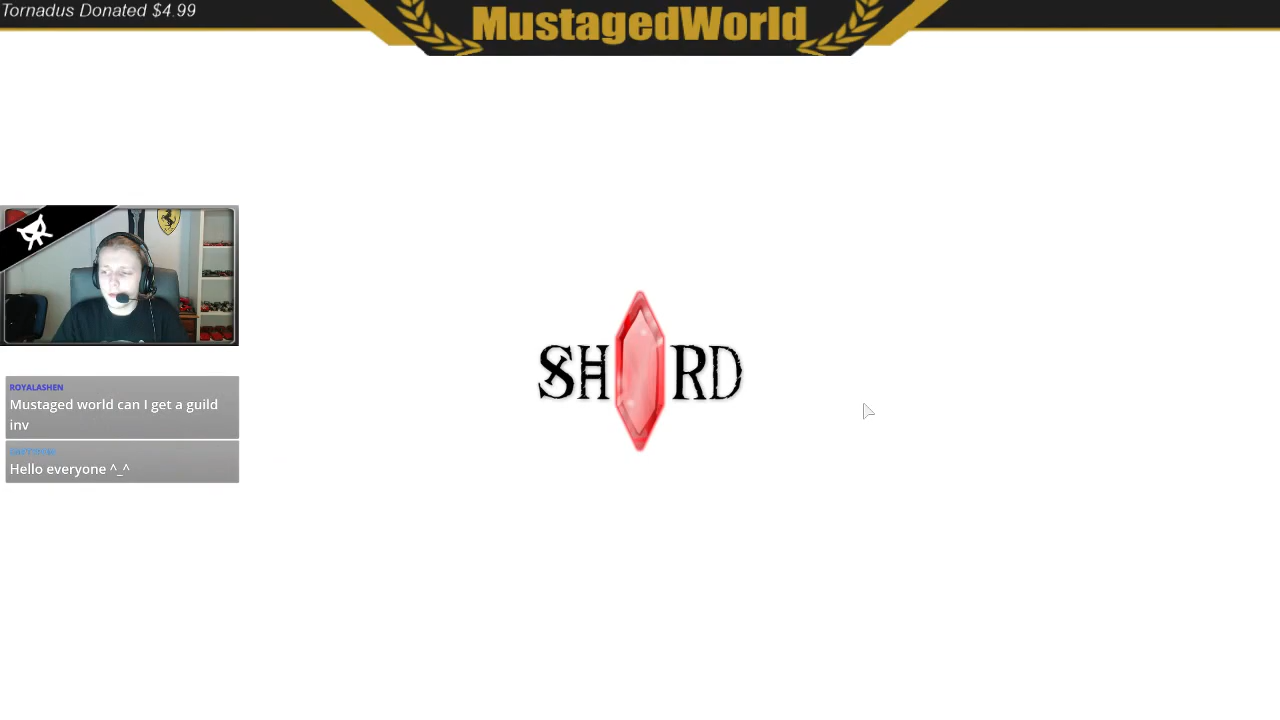 Tornadus Donated $4.99
MustagedWorld
SH RD
ROYALASHEN
Mustaged world can I get a guild
inv
Hello everyone ^_^